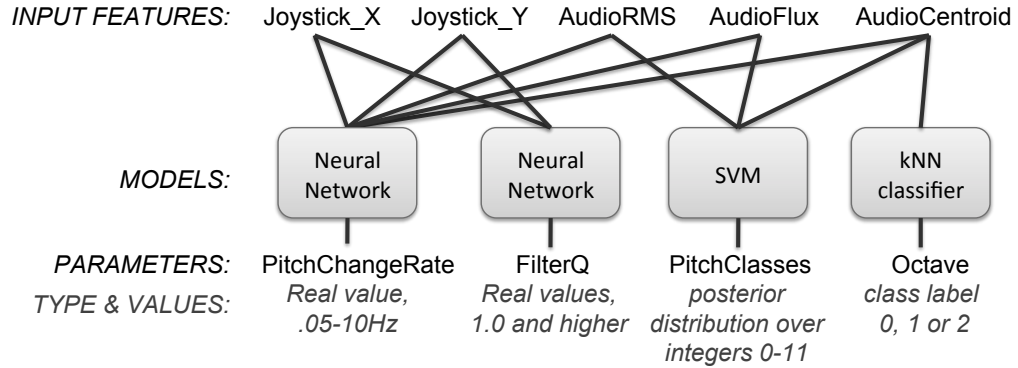 INPUT FEATURES: Joystick_X Joystick_Y AudioRMS AudioFlux AudioCentroid
MODELS:
Neural
Network
Neural
Network
SVM
kNN
classifier
PARAMETERS: PitchChangeRate FilterQ PitchClasses Octave
TYPE & VALUES:
Real value,
.05-10Hz
Real values,
1.0 and higher
posterior
distribution over
integers 0-11
class label
0, 1 or 2